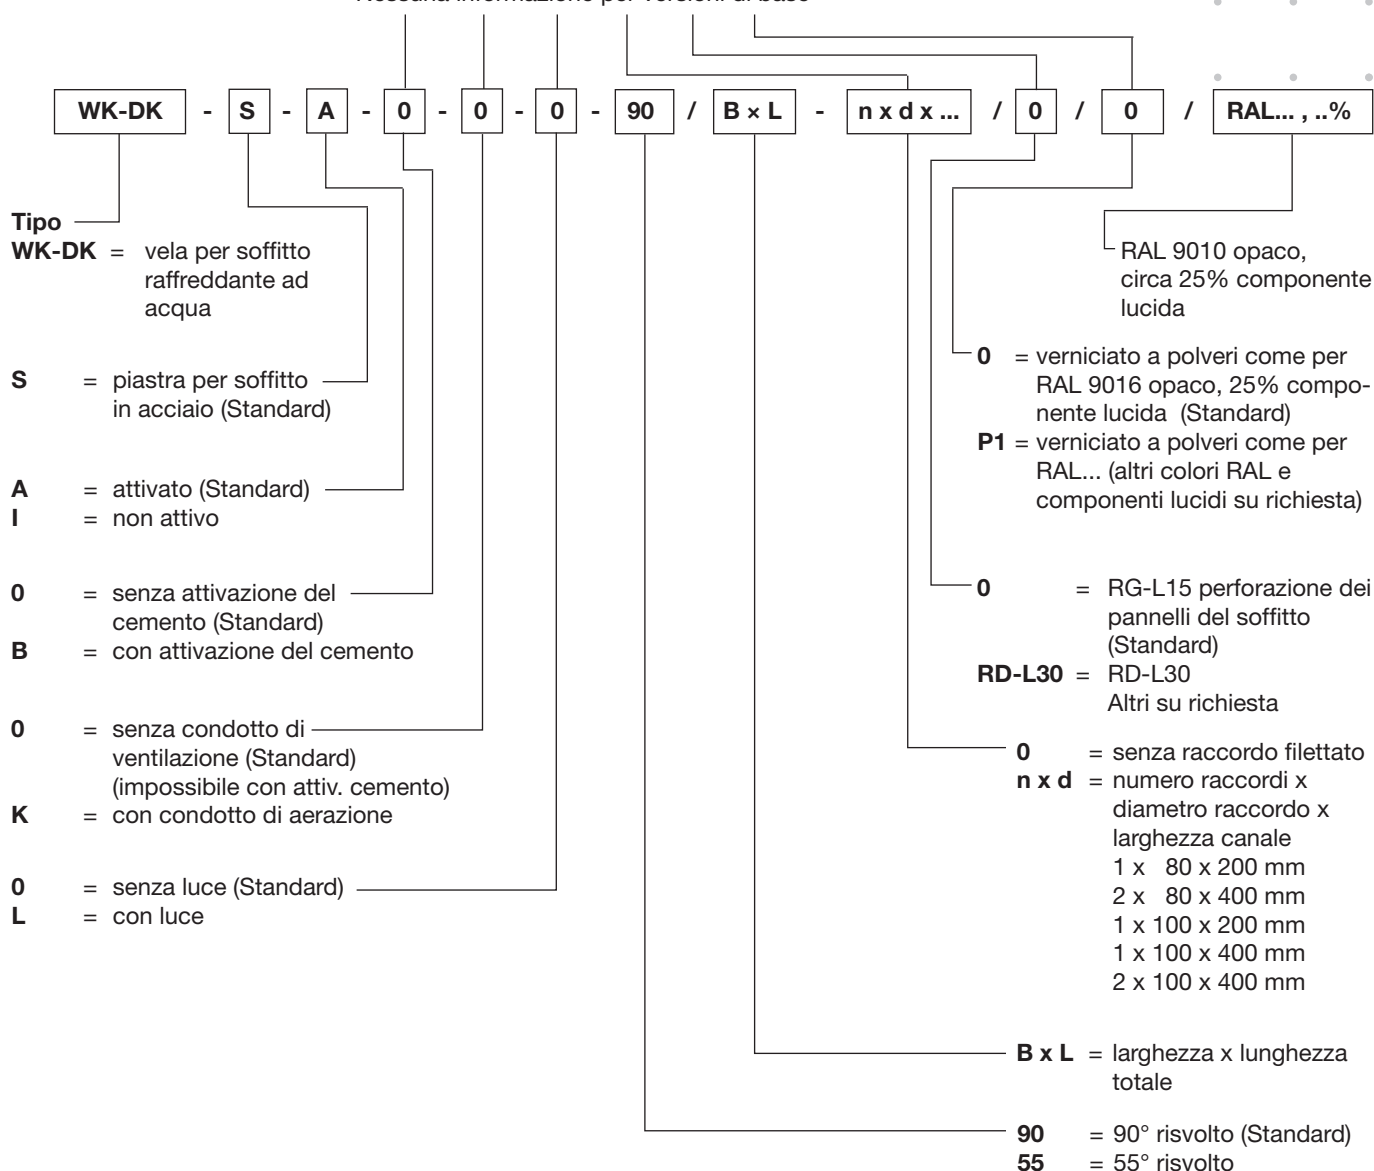 Nessuna informazione per versioni di base
WK-DK - S - A - 0 - 0 - 0 - 90 / B × L - n x d x ... / 0 / 0 / RAL... , ..%
Tipo
WK-DK = vela per soffitto
raffreddante ad
acqua
S = piastra per soffitto
in acciaio (Standard)
A = attivato (Standard)
I = non attivo
0 = senza attivazione del
cemento (Standard)
B = con attivazione del cemento
0 = senza condotto di
ventilazione (Standard)
(impossibile con attiv. cemento)
K = con condotto di aerazione
0 = senza luce (Standard)
L = con luce
RAL 9010 opaco,
circa 25% componente
lucida
0 = verniciato a polveri come per
RAL 9016 opaco, 25% compo-
nente lucida (Standard)
P1 = verniciato a polveri come per
RAL... (altri colori RAL e
componenti lucidi su richiesta)
0 = RG-L15 perforazione dei
pannelli del soffitto
(Standard)
RD-L30 = RD-L30
Altri su richiesta
0 = senza raccordo filettato
n x d = numero raccordi x
diametro raccordo x
larghezza canale
1 x 80 x 200 mm
2 x 80 x 400 mm
1 x 100 x 200 mm
1 x 100 x 400 mm
2 x 100 x 400 mm
B x L = larghezza x lunghezza
totale
90 = 90° risvolto (Standard)
55 = 55° risvolto